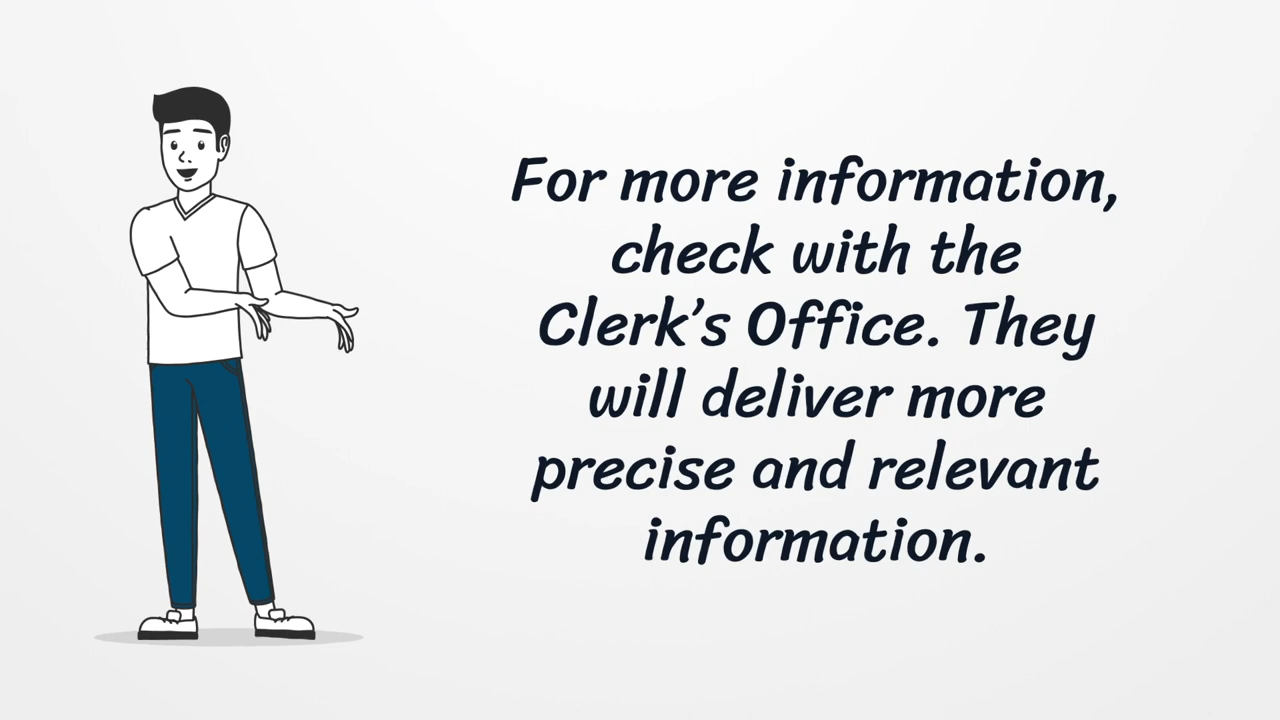 For more information,
check with the
Clerk’s Office. They
will deliver more
precise and relevant
information.